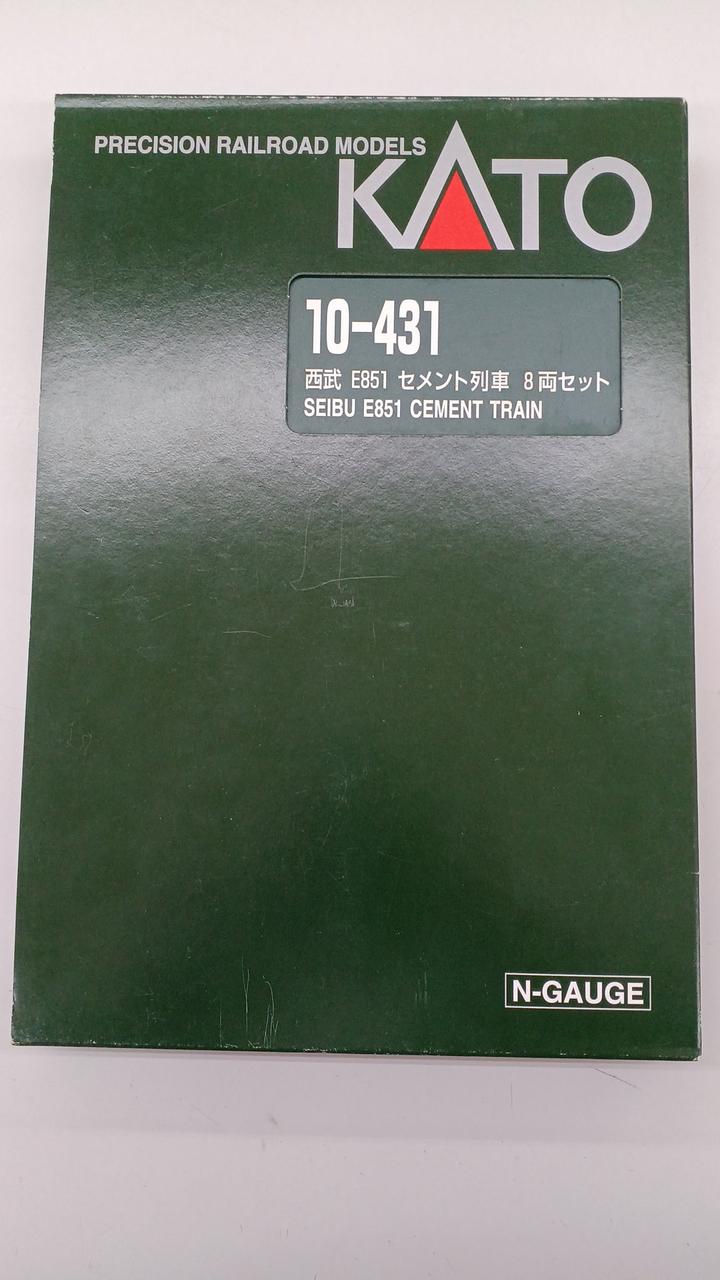 PRECISION RAILROAD MODELS
KATO
10-431
西武 E851 セメント列車 8両セット
SEIBU E851 CEMENT TRAIN
N-GAUGE